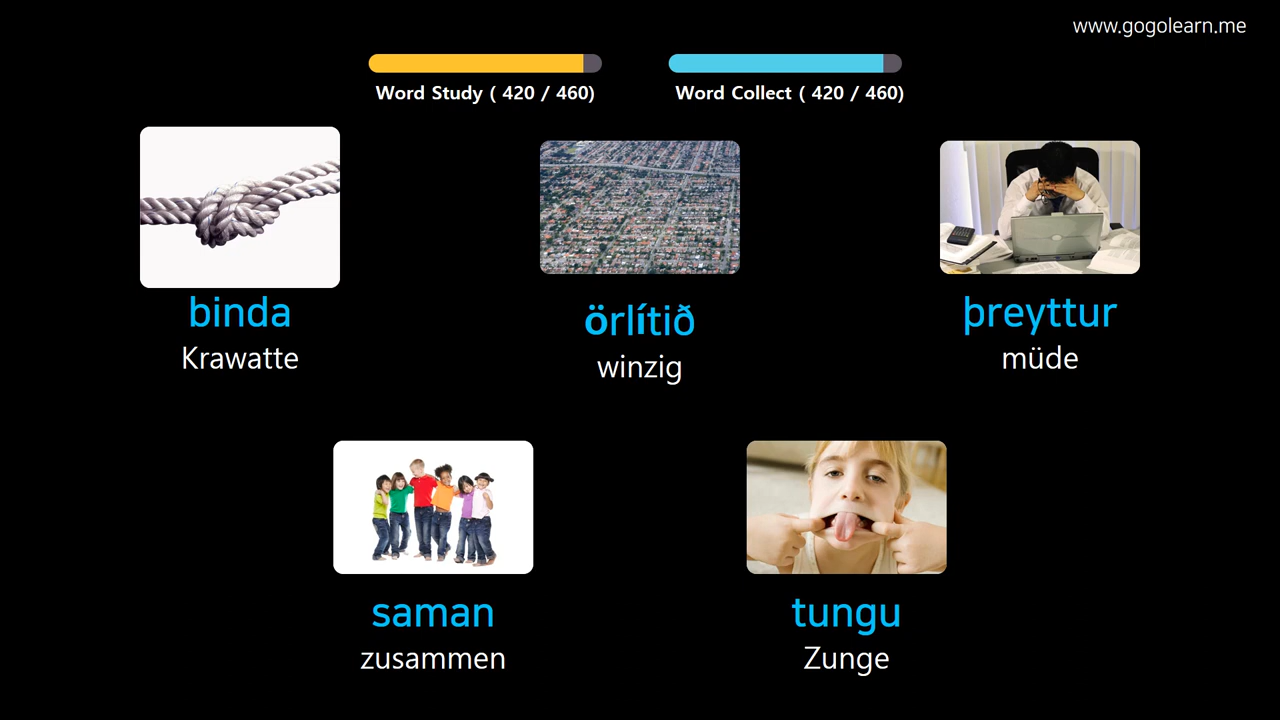 www.gogolearn.me
Word Study ( 420 / 460)
Word Collect ( 420 / 460)
binda
Krawatte
örlítið
winzig
þreyttur
müde
saman
zusammen
tungu
Zunge